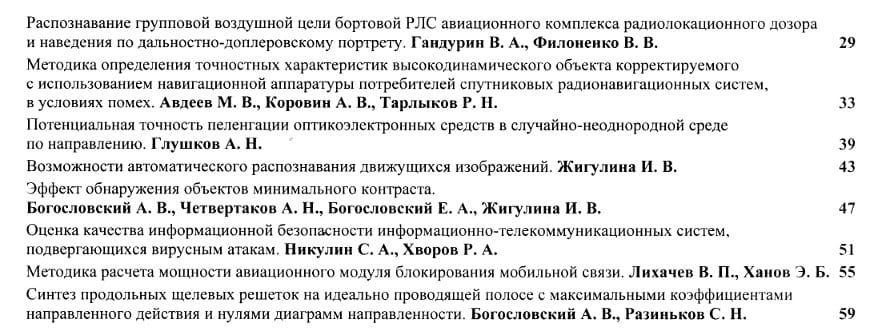 Распознавание групповой воздушной цели бортовой РЛС авиационного комплекса радиолокационного дозора
и наведения по дальностно-доплеровскому портрету. Гандурин В. А., Филоненко В. В. 29
Методика определения точностных характеристик высокодинамического объекта корректируемого
с использованием навигационной аппаратуры потребителей спутниковых радионавигационных систем,
в условиях помех. Авдеев М. В., Коровин А. В., Тарлыков Р. Н. 33
Потенциальная точность пеленгации оптикоэлектронных средств в случайно-неоднородной среде
по направлению. Глушков А. Н. 39
Возможности автоматического распознавания движущихся изображений. Жигулина И. В. 43
Эффект обнаружения объектов минимального контраста.
Богословский А. В., Четвертаков А. Н., Богословский Е. А., Жигулина И. В. 47
Оценка качества информационной безопасности информационно-телекоммуникационных систем,
подвергающихся вирусным атакам. Никулин С. А., Хворов Р. А. 51
Методика расчета мощности авиационного модуля блокирования мобильной связи. Лихачев В. П., Ханов Э. Б. 55
Синтез продольных щелевых решеток на идеально проводящей полосе с максимальными коэффициентами
направленного действия и нулями диаграмм направленности. Богословский А. В., Разиньков С. Н. 59